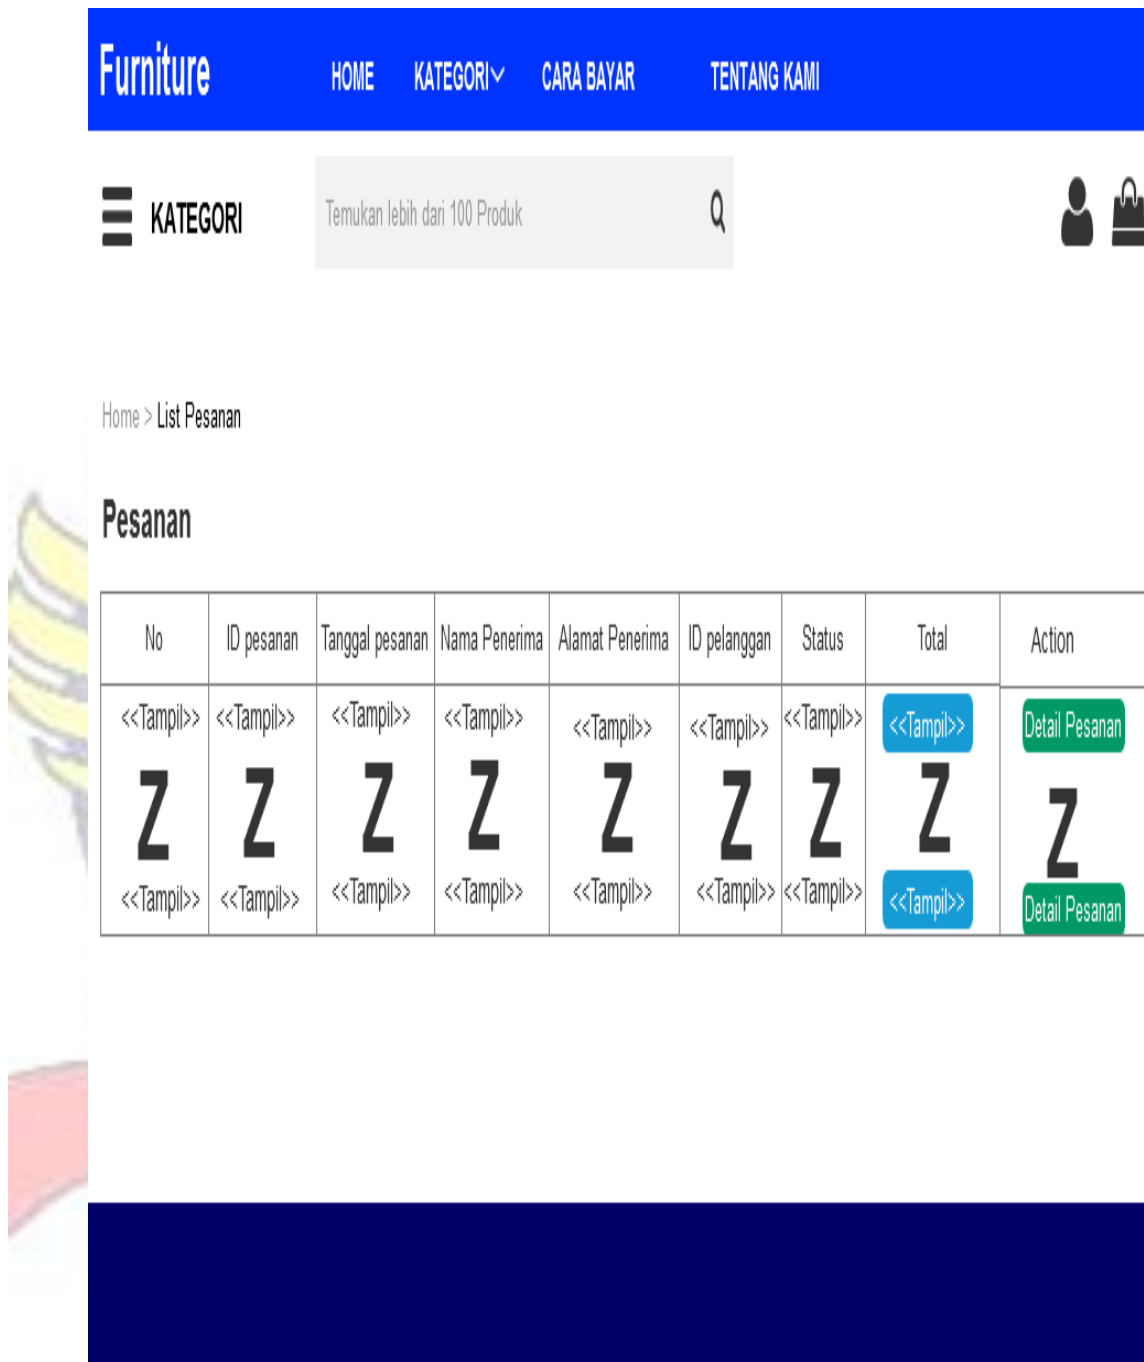 Furniture HOME KATEGORI CARA BAYAR TENTANG KAMI
KATEGORI Temukan lebih dari 100 Produk
Home > List Pesanan
Pesanan
No ID pesanan Tanggal pesanan Nama Penerima Alamat Penerima ID pelanggan Status Total Action
<<Tampil>> <<Tampil>> <<Tampil>> <<Tampil>> <<Tampil>> <<Tampil>> <<Tampil>> <<Tampil>> Detail Pesanan
Z Z Z Z Z Z Z Z Z
<<Tampil>> <<Tampil>> <<Tampil>> <<Tampil>> <<Tampil>> <<Tampil>> <<Tampil>> <<Tampil>> Detail Pesanan